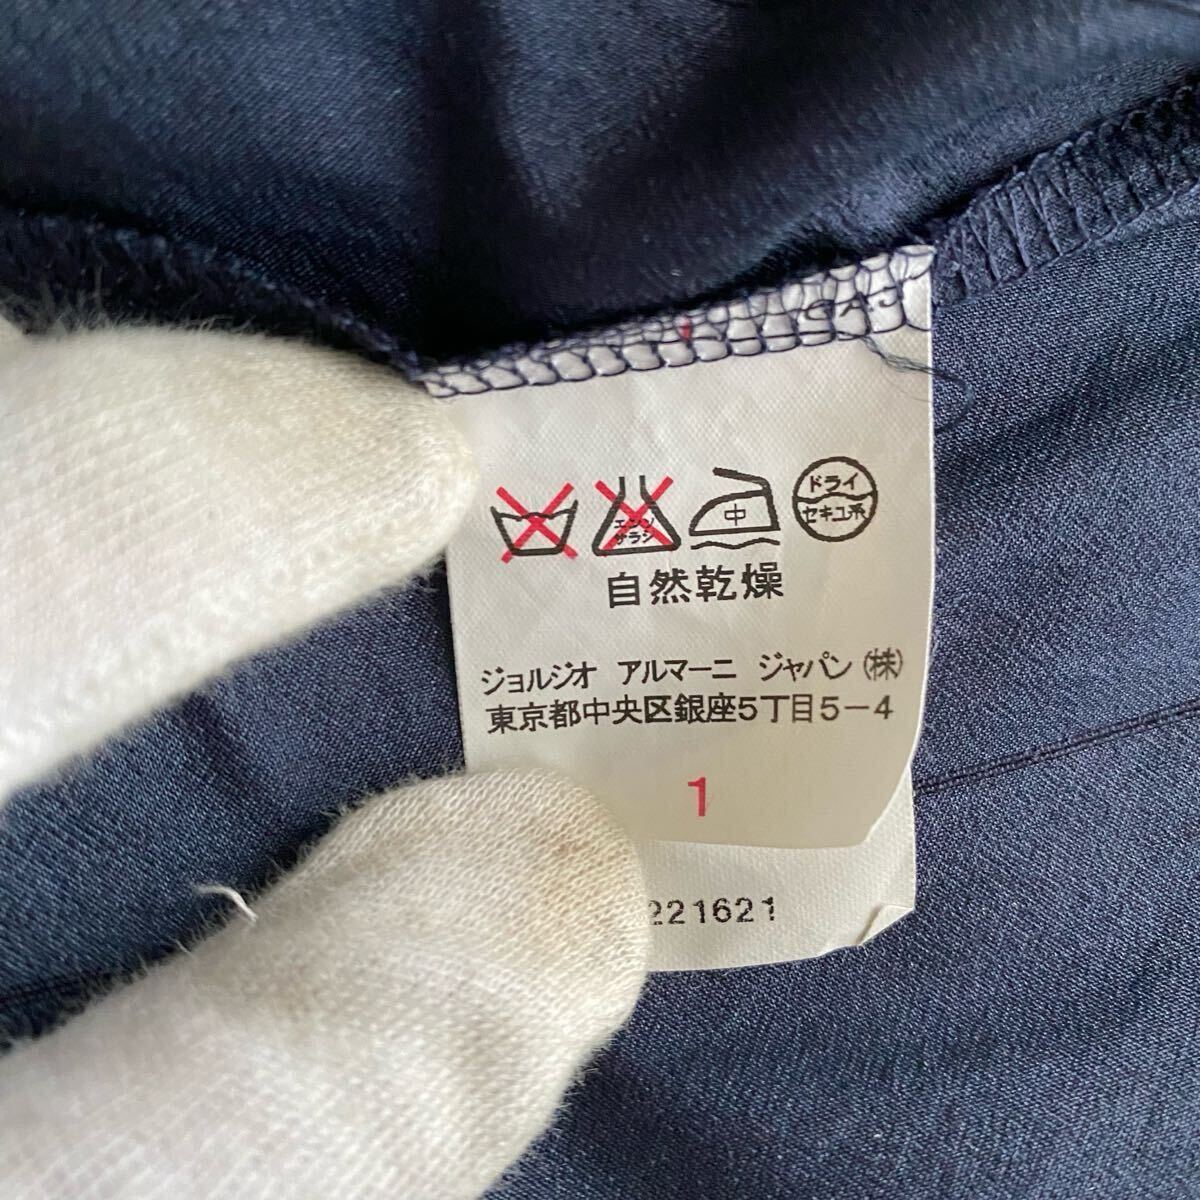 エンソ
サラシ
中
ドライ
セキユ系
自然乾燥
ジョルジオ アルマーニ ジャパン(株)
東京都中央区銀座5丁目5-4
1
221621